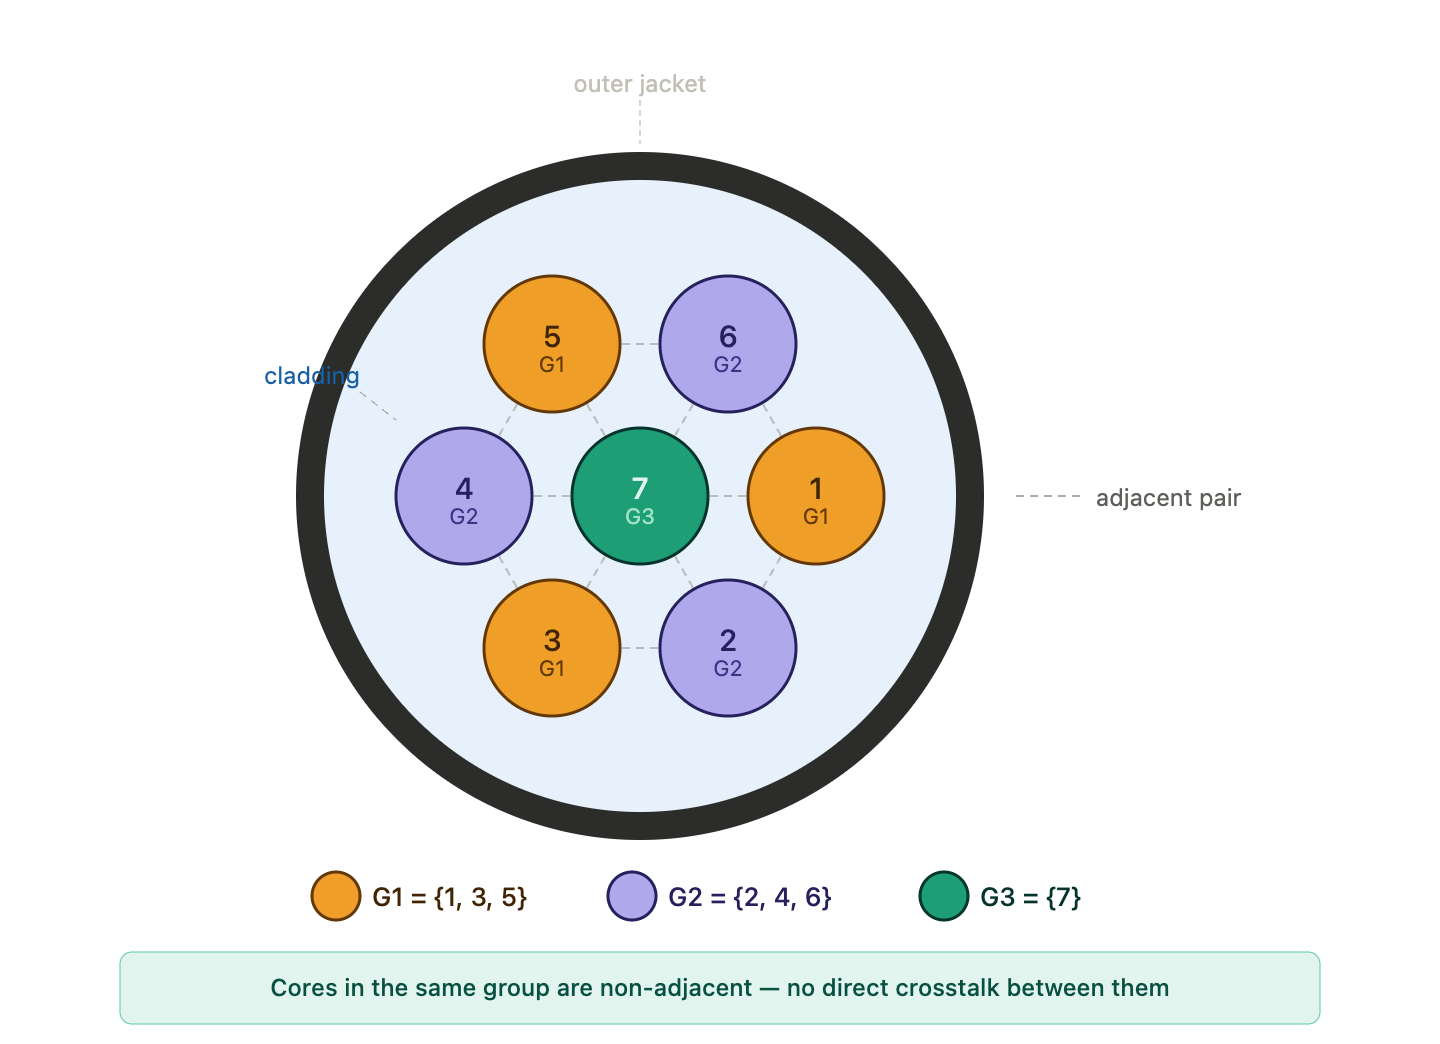 outer jacket
5
G1
6
G2
cladding
4
G2
7
G3
1
G1
adjacent pair
3
G1
2
G2
G1 = {1, 3, 5}
G2 = {2, 4, 6}
G3 = {7}
Cores in the same group are non-adjacent — no direct crosstalk between them